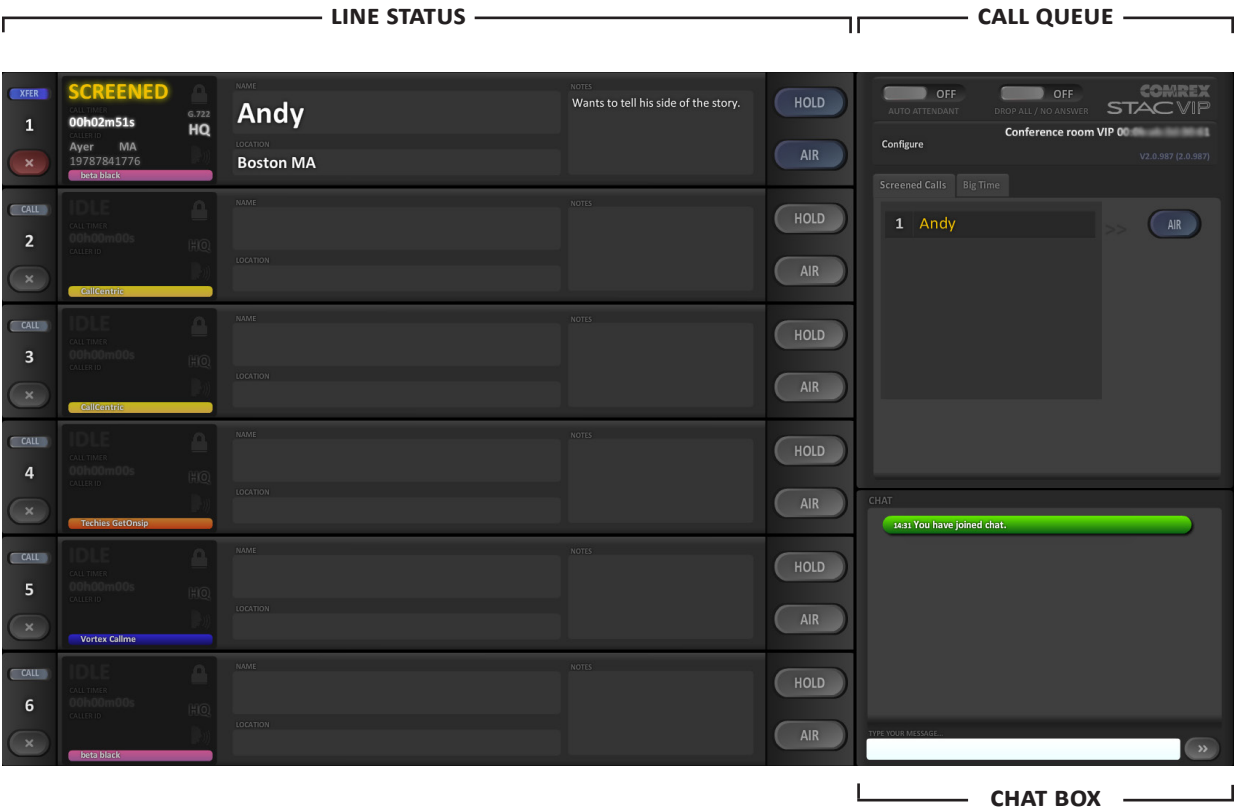 LINE STATUS
CALL QUEUE
XFER
1
×
SCREENED
CALL TIMER
00h02m51s
CALLER ID
Ayer MA
19787841776
beta black
G.722
HQ
NAME
Andy
LOCATION
Boston MA
NOTES
Wants to tell his side of the story.
HOLD
AIR
CALL
2
×
IDLE
CALL TIMER
00h00m00s
CALLER ID
HQ
CallCentric
NAME
LOCATION
NOTES
HOLD
AIR
CALL
3
×
IDLE
CALL TIMER
00h00m00s
CALLER ID
HQ
CallCentric
NAME
LOCATION
NOTES
HOLD
AIR
CALL
4
×
IDLE
CALL TIMER
00h00m00s
CALLER ID
HQ
Techies GetOnsip
NAME
LOCATION
NOTES
HOLD
AIR
CALL
5
×
IDLE
CALL TIMER
00h00m00s
CALLER ID
HQ
Vortex Callme
NAME
LOCATION
NOTES
HOLD
AIR
CALL
6
×
IDLE
CALL TIMER
00h00m00s
CALLER ID
HQ
beta black
NAME
LOCATION
NOTES
HOLD
AIR
OFF
AUTO ATTENDANT
OFF
DROP ALL / NO ANSWER
COMREX
STAC VIP
Conference room VIP
Configure
V2.0.987 (2.0.987)
Screened Calls
Big Time
1 Andy
>>
AIR
CHAT
14:31 You have joined chat.
TYPE YOUR MESSAGE...
»
CHAT BOX